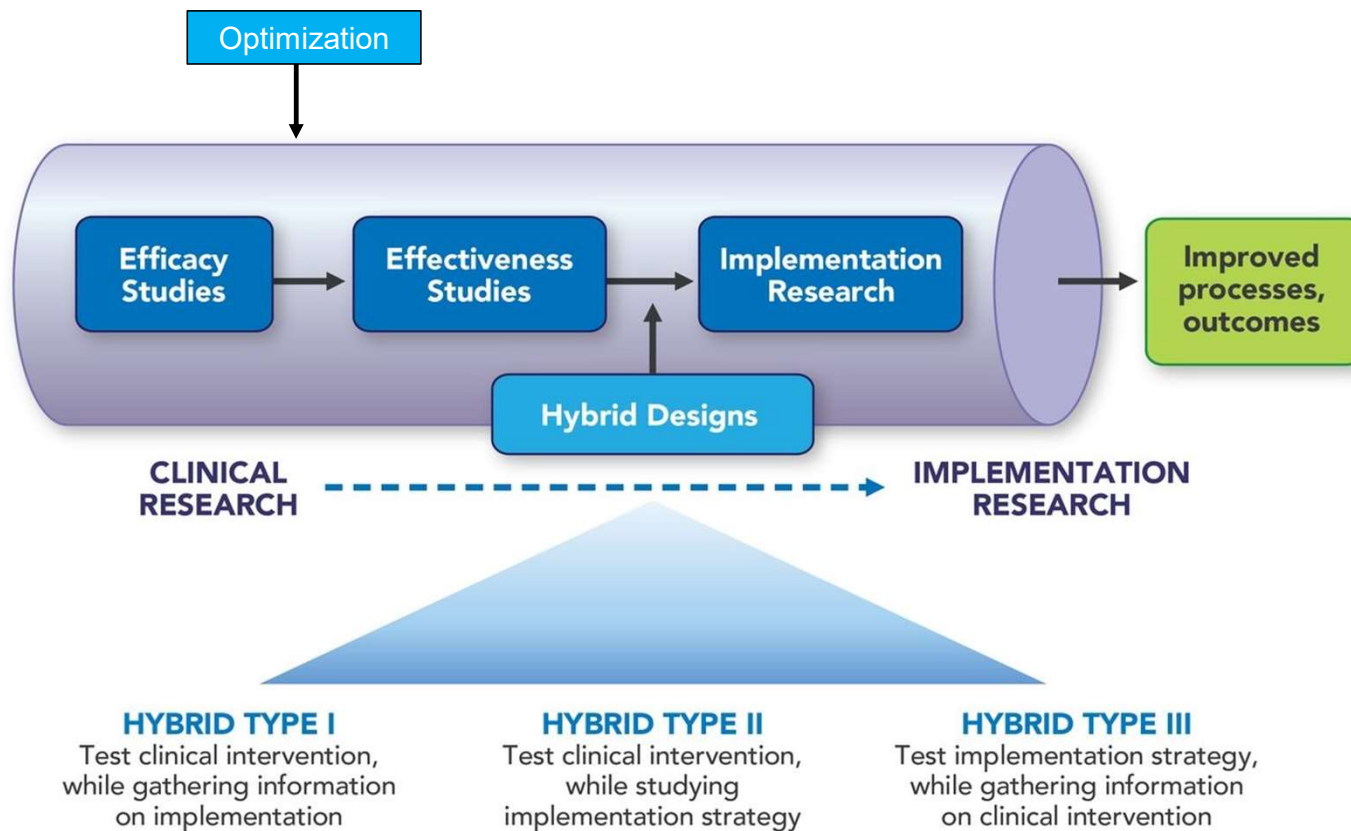 Optimization
Efficacy
Studies
Effectiveness
Studies
Implementation
Research
Improved
processes,
outcomes
Hybrid Designs
CLINICAL
RESEARCH
IMPLEMENTATION
RESEARCH
HYBRID TYPE I
Test clinical intervention,
while gathering information
on implementation
HYBRID TYPE II
Test clinical intervention,
while studying
implementation strategy
HYBRID TYPE III
Test implementation strategy,
while gathering information
on clinical intervention